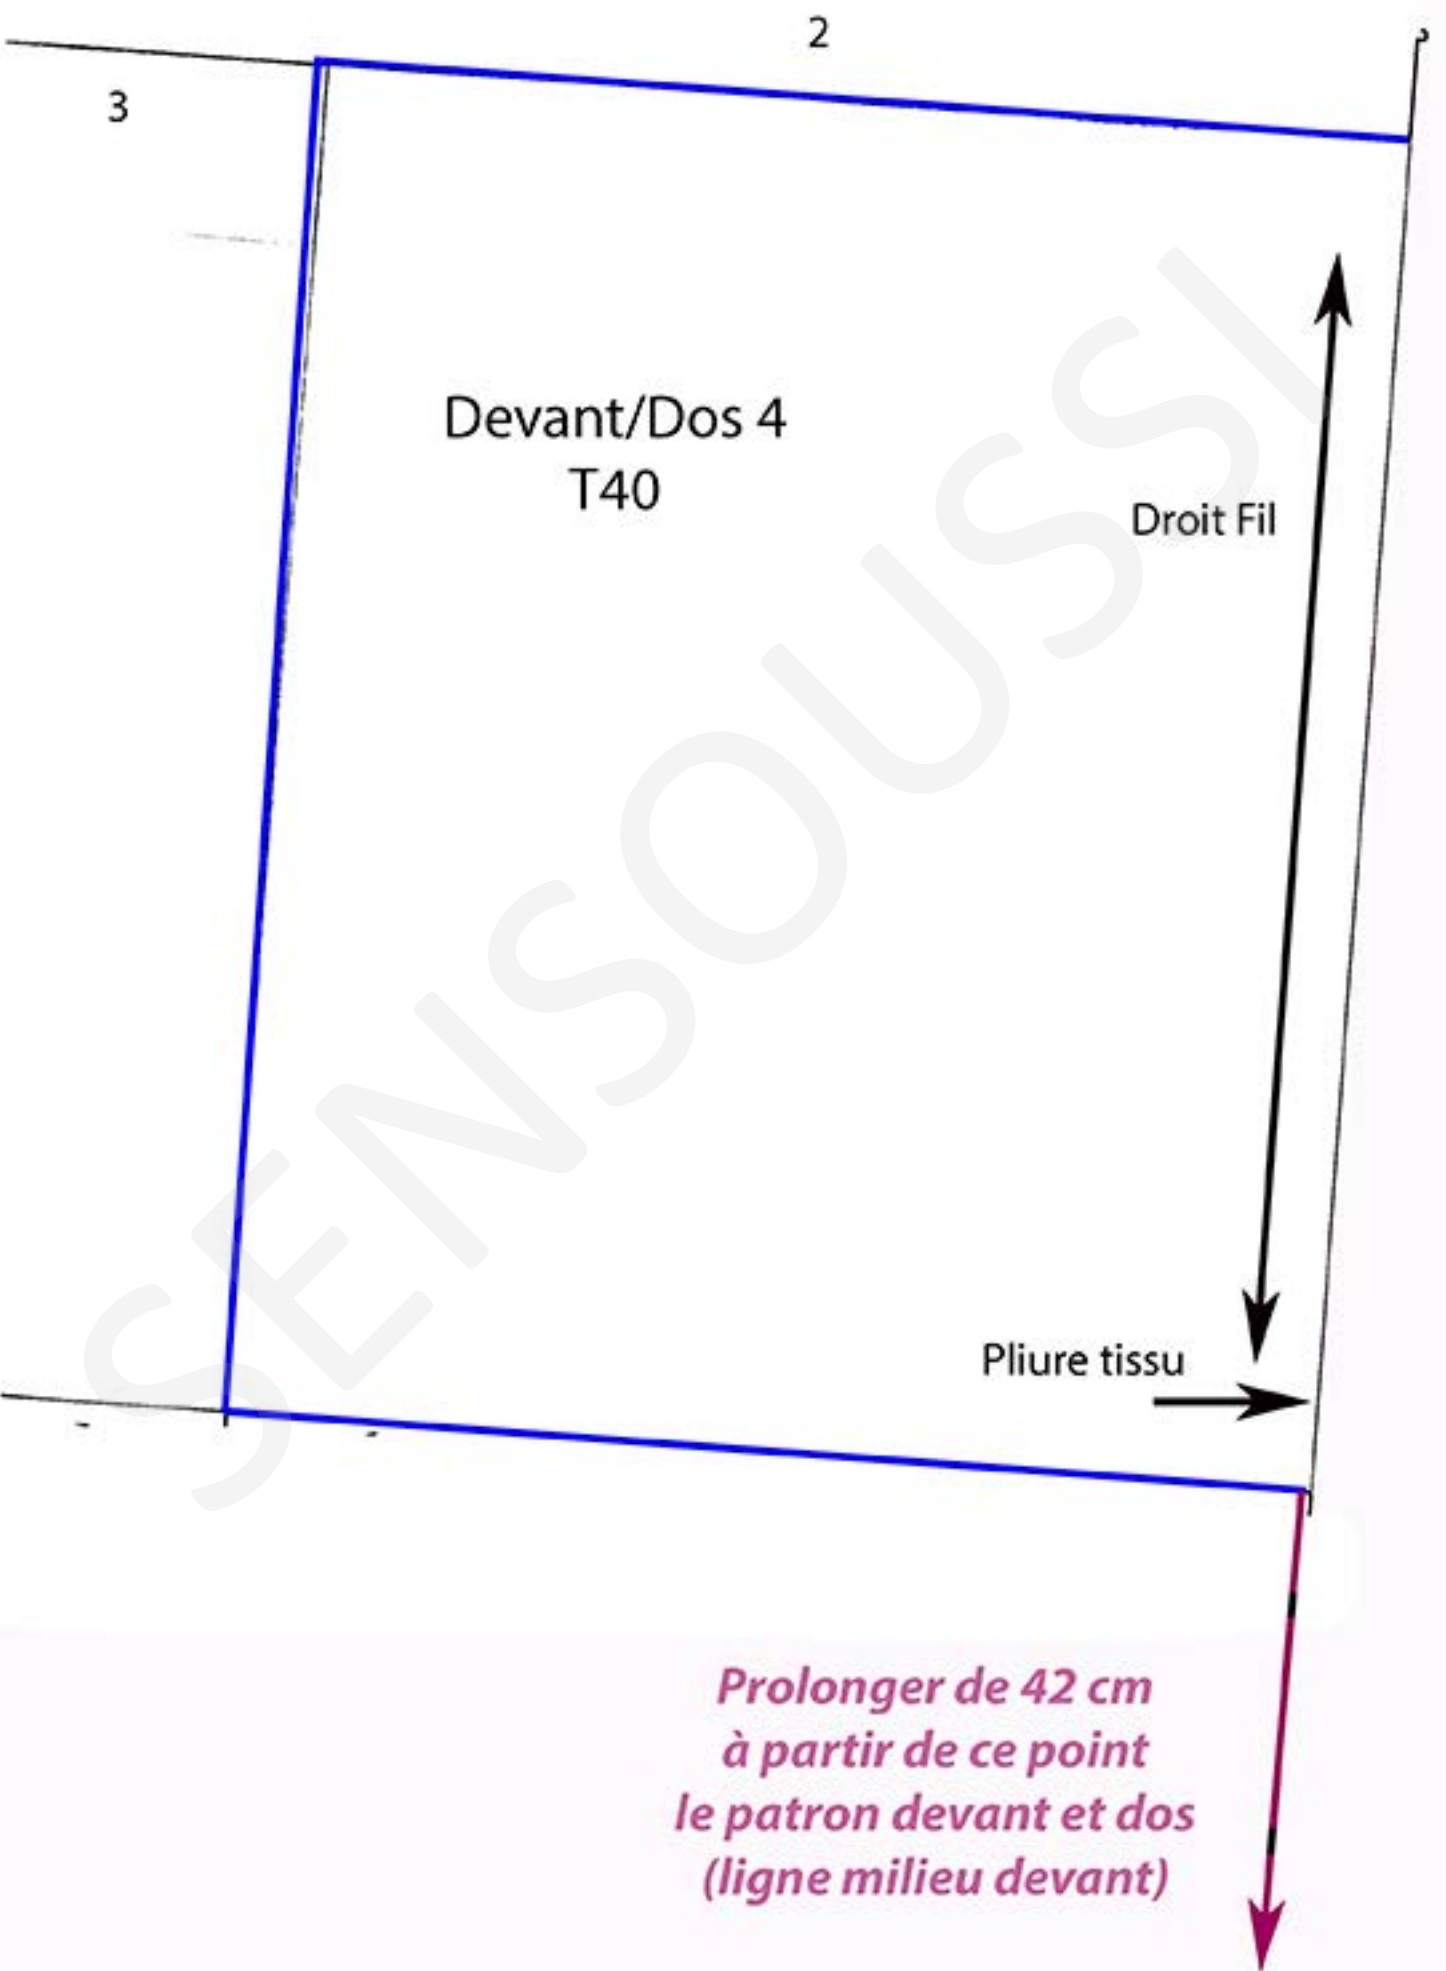 2
3
Devant/Dos 4
T40
Droit Fil
SENSOUSSI
Pliure tissu
Prolonger de 42 cm
à partir de ce point
le patron devant et dos
(ligne milieu devant)